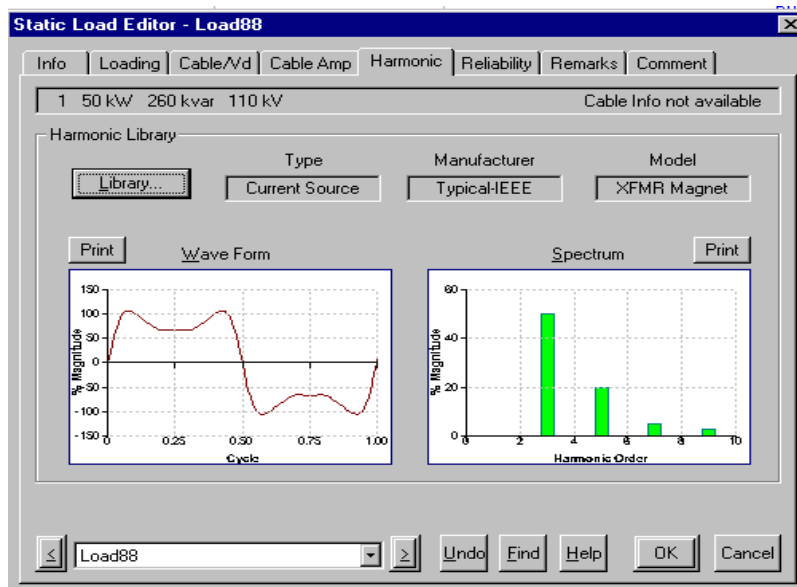 Static Load Editor - Load88
Info Loading Cable/Vd Cable Amp Harmonic Reliability Remarks Comment
1 50 kW 260 kvar 110 kV Cable Info not available
Harmonic Library
Type Manufacturer Model
Library... Current Source Typical-IEEE XFMR Magnet
Print Wave Form Spectrum Print
150
100
50
0
-50
-100
-150
% Magnitude
0 0.25 0.50 0.75 1.00
Cycle
60
40
20
0
% Magnitude
0 2 4 6 8 10
Harmonic Order
< Load88 > Undo Find Help OK Cancel